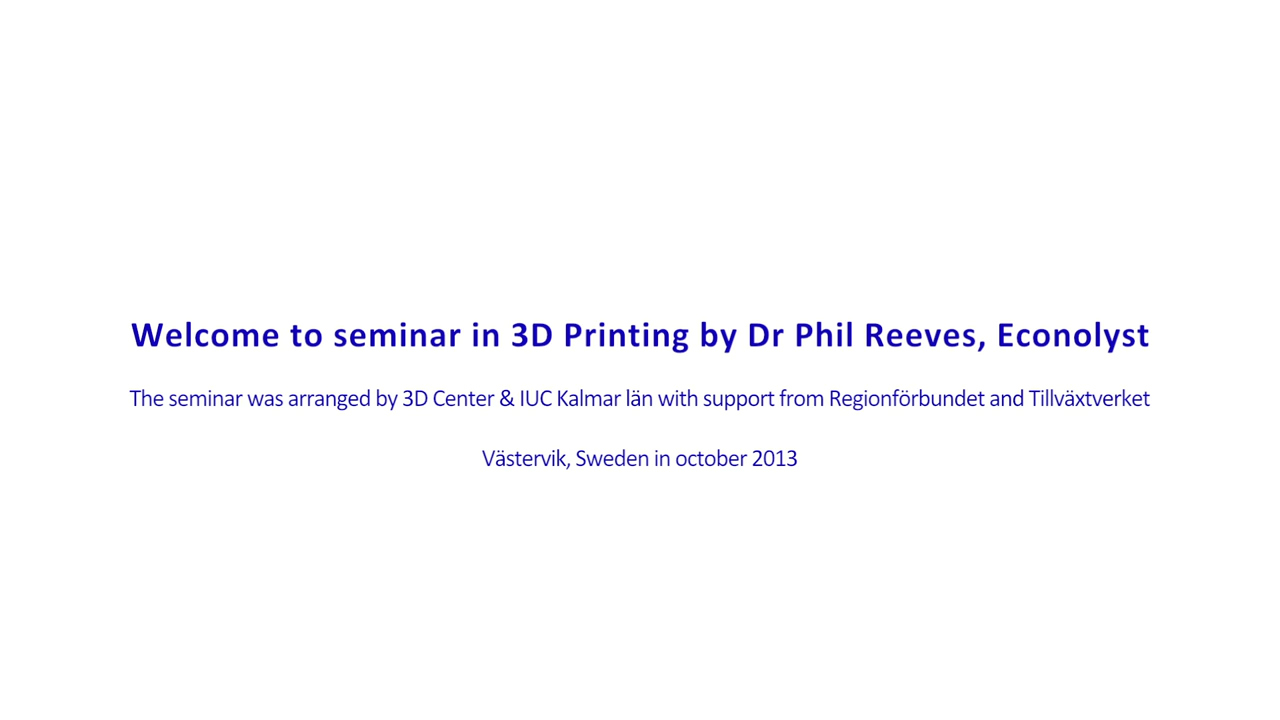 Welcome to seminar in 3D Printing by Dr Phil Reeves, Econolyst
The seminar was arranged by 3D Center & IUC Kalmar län with support from Regionförbundet and Tillväxtverket
Västervik, Sweden in october 2013